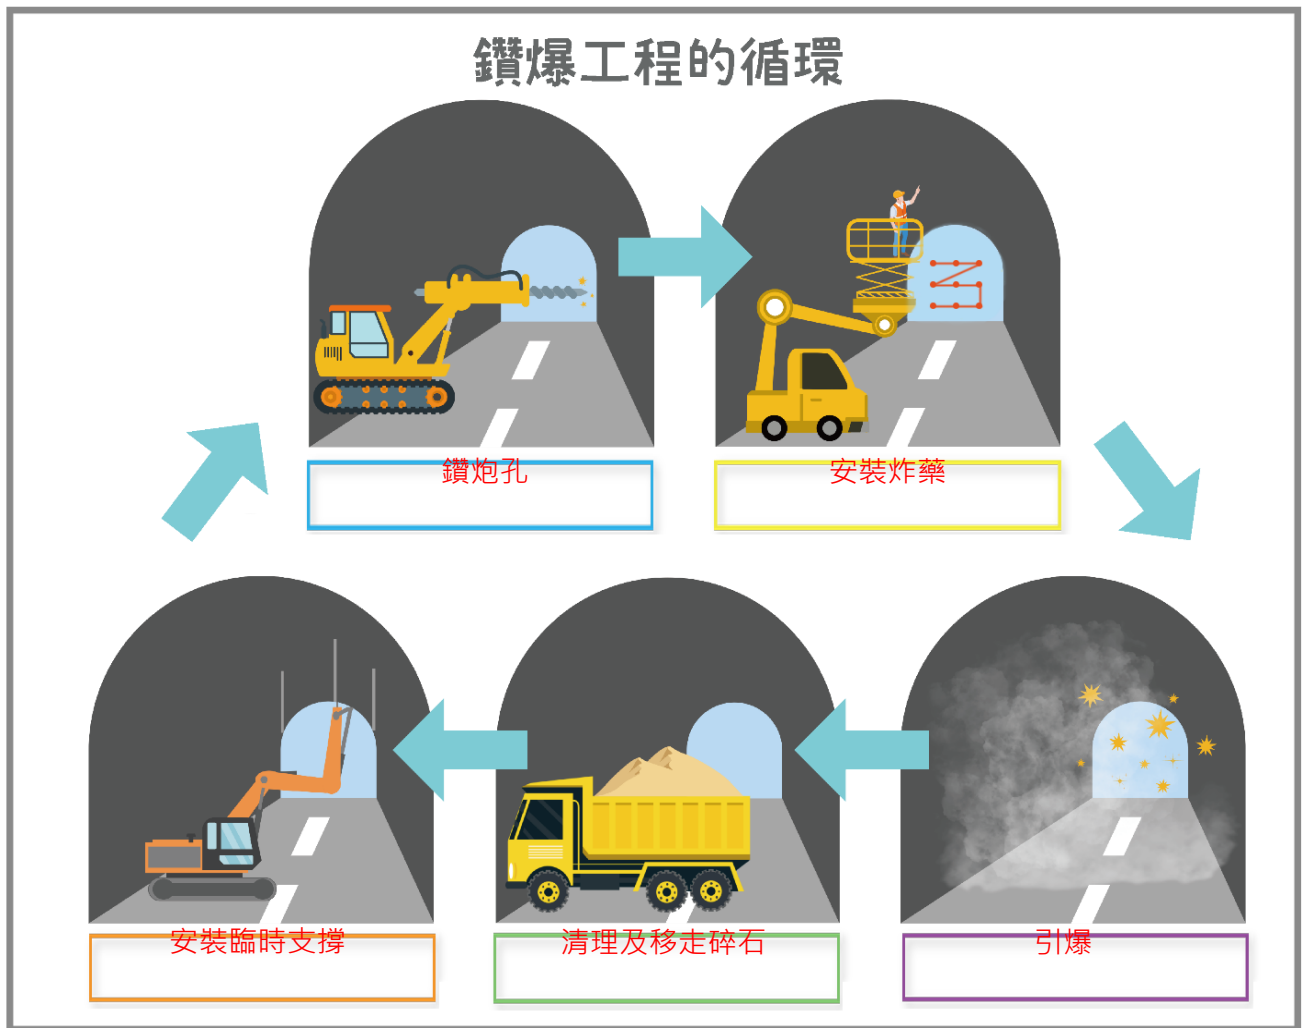 鑽爆工程的循環
鑽炮孔
安裝炸藥
安裝臨時支撐
清理及移走碎石
引爆